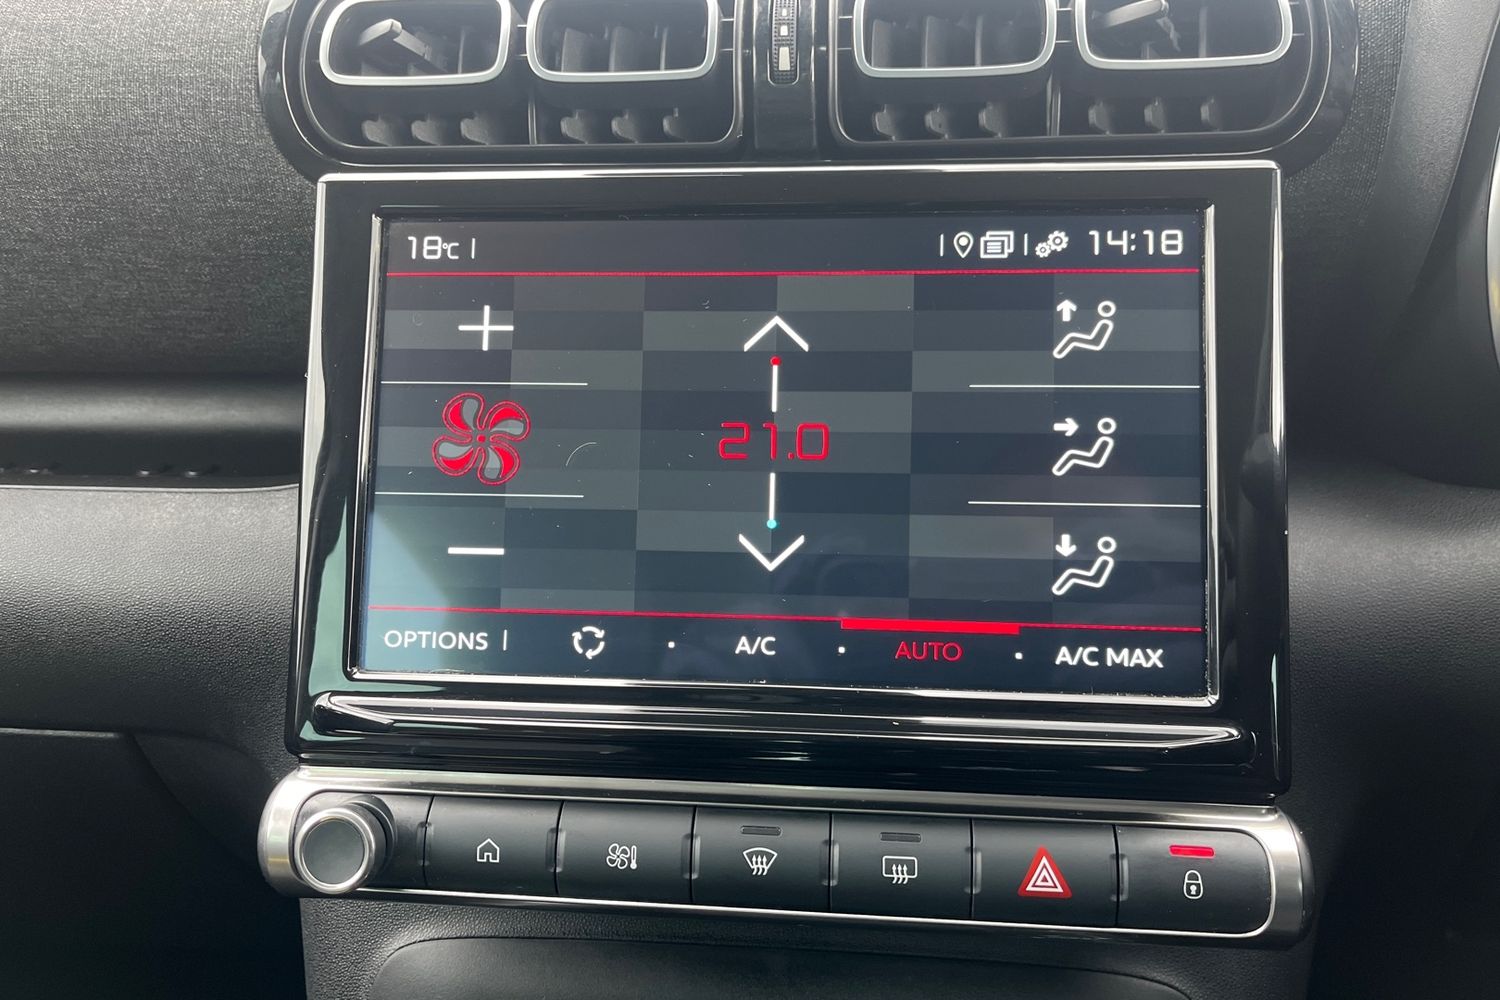 18°C
14:18
21.0
OPTIONS
A/C
AUTO
A/C MAX